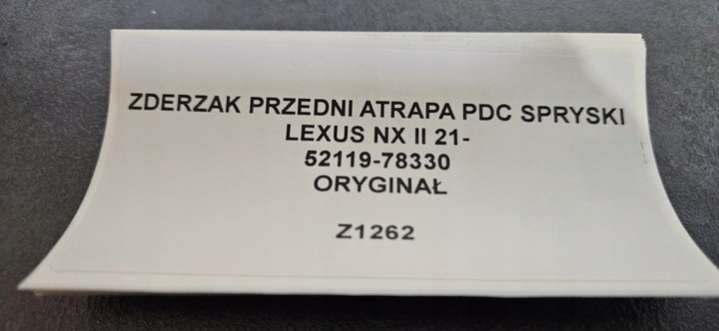 ZDERZAK PRZEDNI ATRAPA PDC SPRYSKI
LEXUS NX II 21-
52119-78330
ORYGINAŁ
Z1262